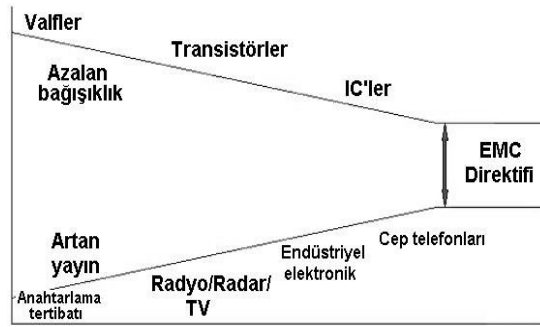 Valfler
Transistörler
Azalan
bağışıklık
IC'ler
EMC
Direktifi
Artan
yayın
Endüstriyel
elektronik
Cep telefonları
Anahtarlama
tertibatı
Radyo/Radar/
TV